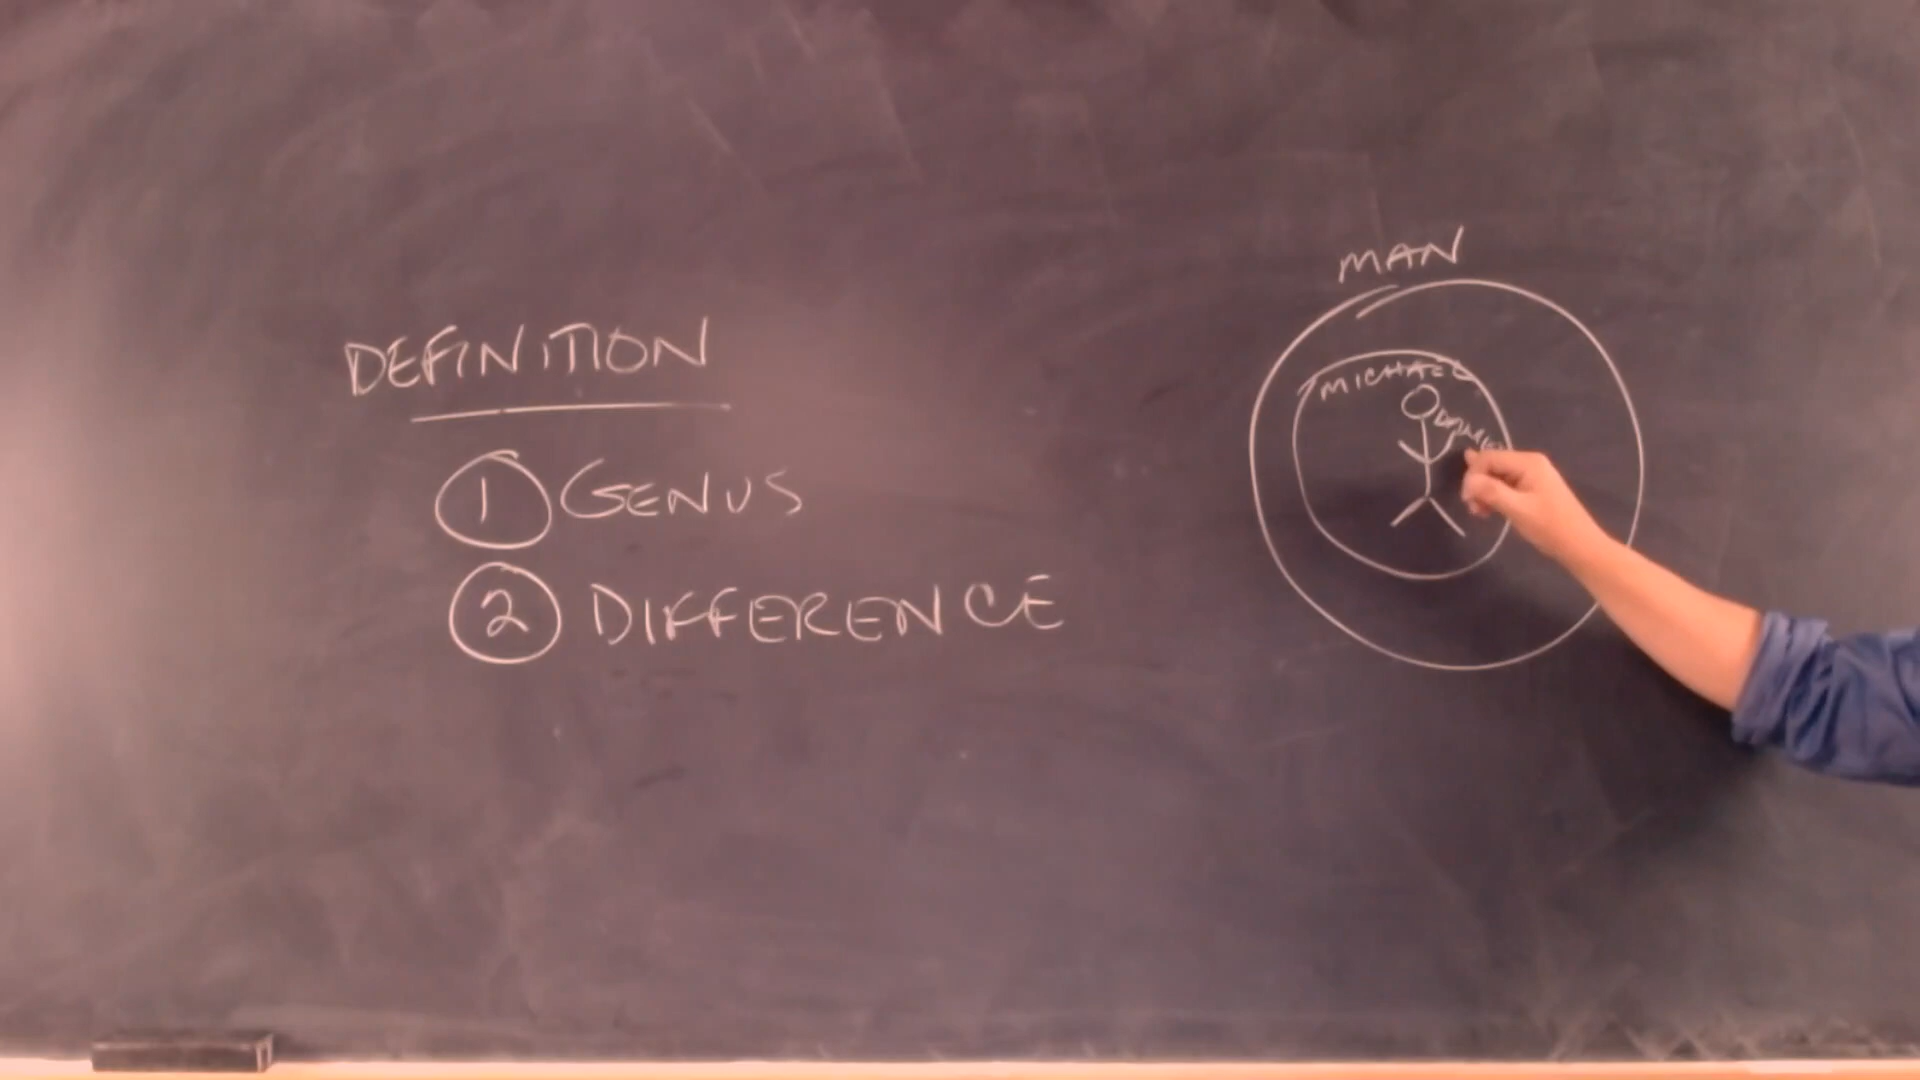 DEFINITION
1 GENUS
2 DIFFERENCE
MAN
MICHAEL